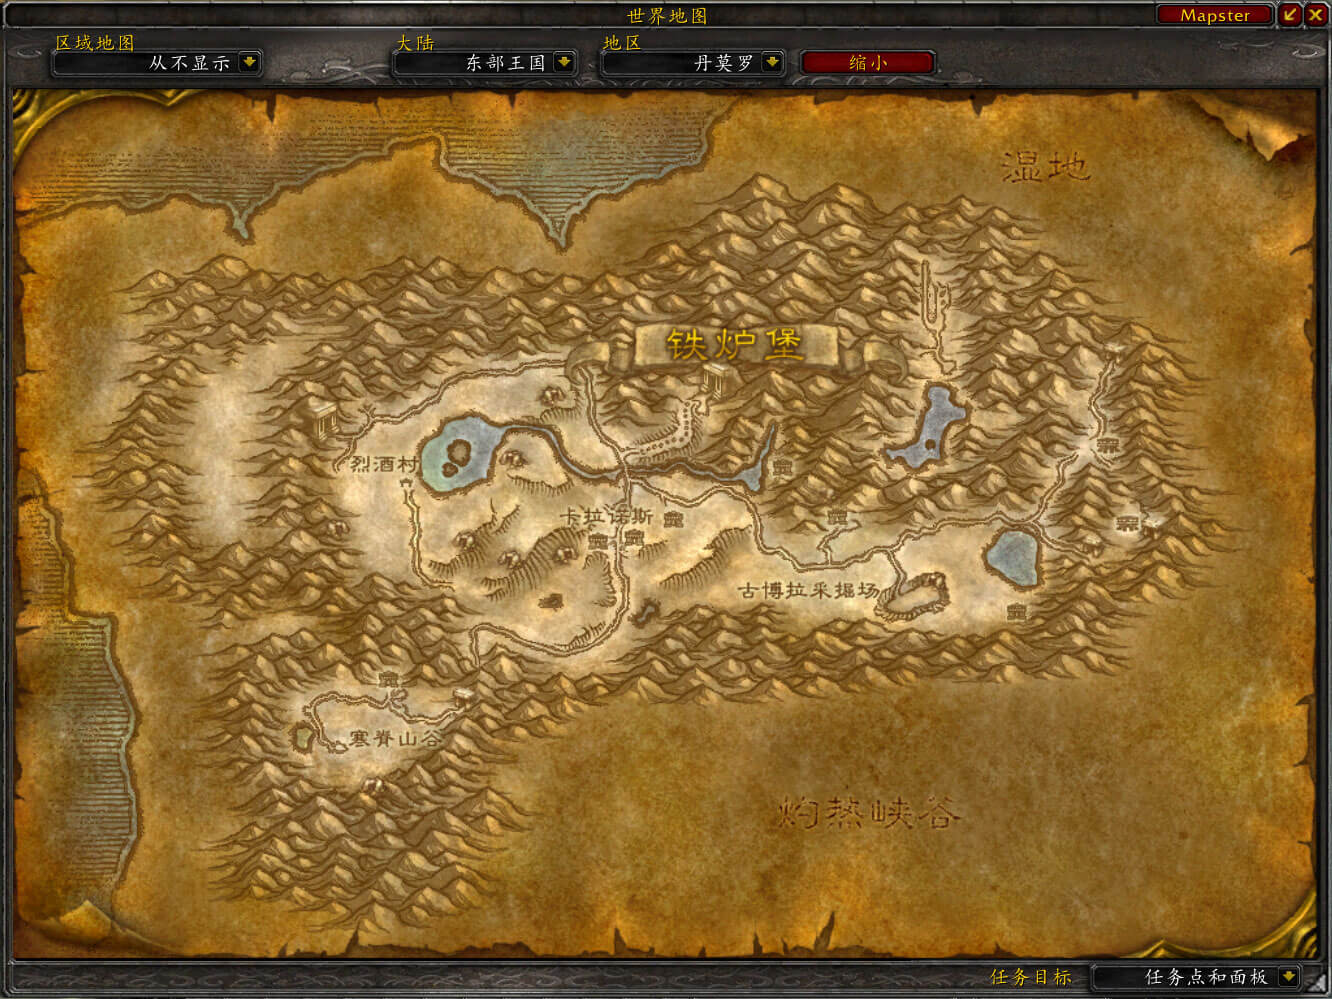 世界地图
Mapster
区域地图
大陆
地区
从不显示
东部王国
丹莫罗
缩小
湿地
铁炉堡
烈酒村
卡拉诺斯
古博拉采掘场
寒脊山谷
灼热峡谷
任务目标
任务点和面板